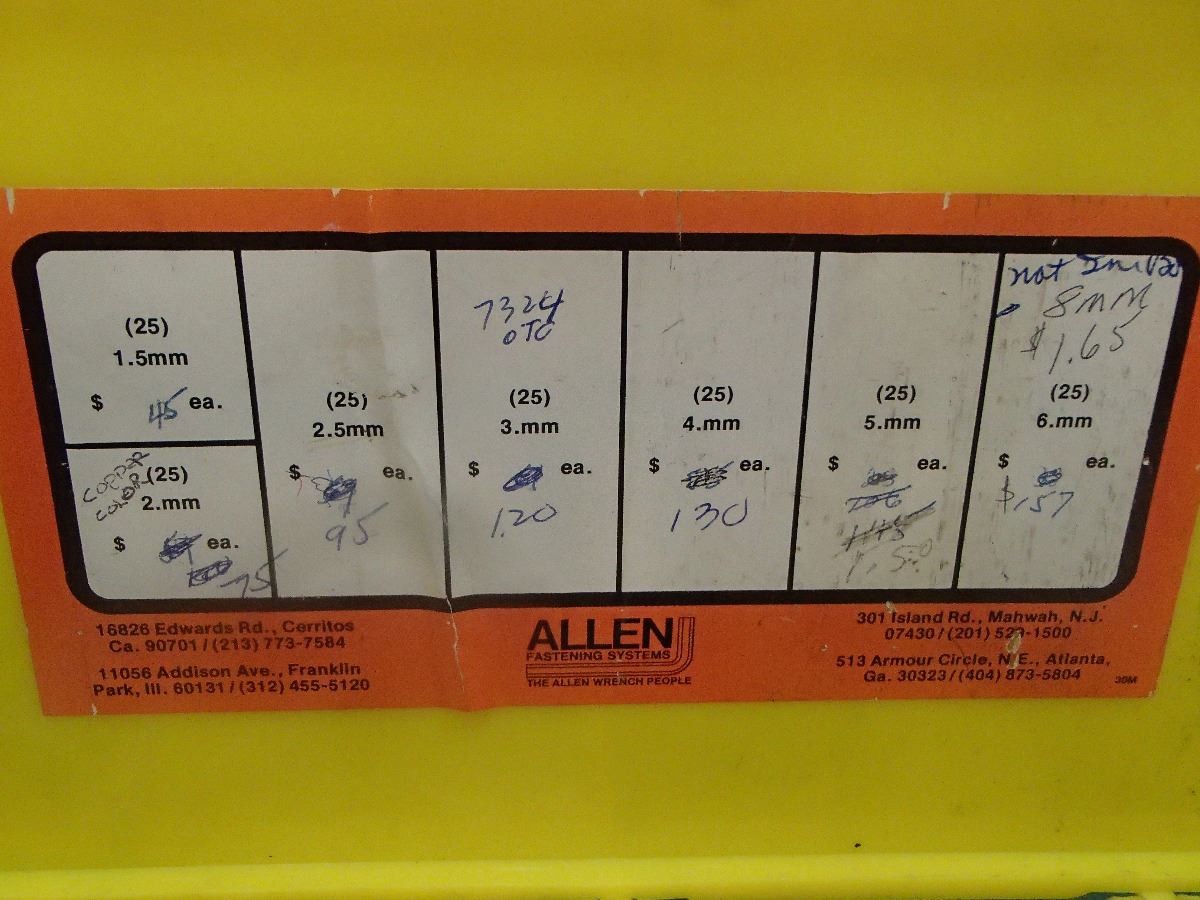 (25)
1.5mm
$ 45 ea.
COPPER
COLOR
(25)
2.mm
$ ea.
75
(25)
2.5mm
$ ea.
95
7324
OTC
(25)
3.mm
$ ea.
1.20
(25)
4.mm
$ ea.
130
(25)
5.mm
$ ea.
1.45
1.50
not In
8mm
$1.65
(25)
6.mm
$ ea.
$1.57
16826 Edwards Rd., Cerritos
Ca. 90701 / (213) 773-7584
11056 Addison Ave., Franklin
Park, Ill. 60131 / (312) 455-5120
ALLEN
FASTENING SYSTEMS
THE ALLEN WRENCH PEOPLE
301 Island Rd., Mahwah, N.J.
07430 / (201) 529-1500
513 Armour Circle, N.E., Atlanta,
Ga. 30323 / (404) 873-5804
30M